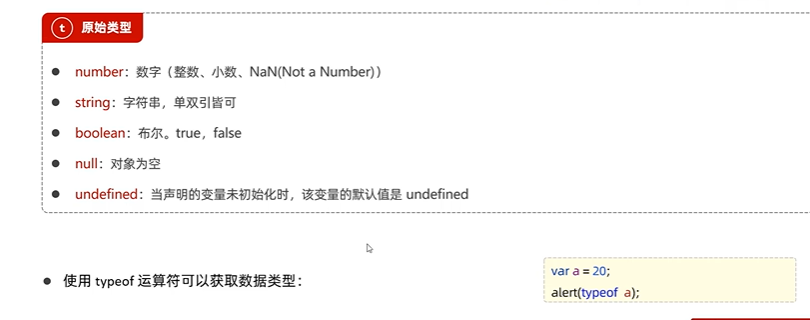 t 原始类型
● number：数字（整数、小数、NaN(Not a Number)）
● string：字符串，单双引皆可
● boolean：布尔。true，false
● null：对象为空
● undefined：当声明的变量未初始化时，该变量的默认值是 undefined
● 使用 typeof 运算符可以获取数据类型：
var a = 20;
alert(typeof a);